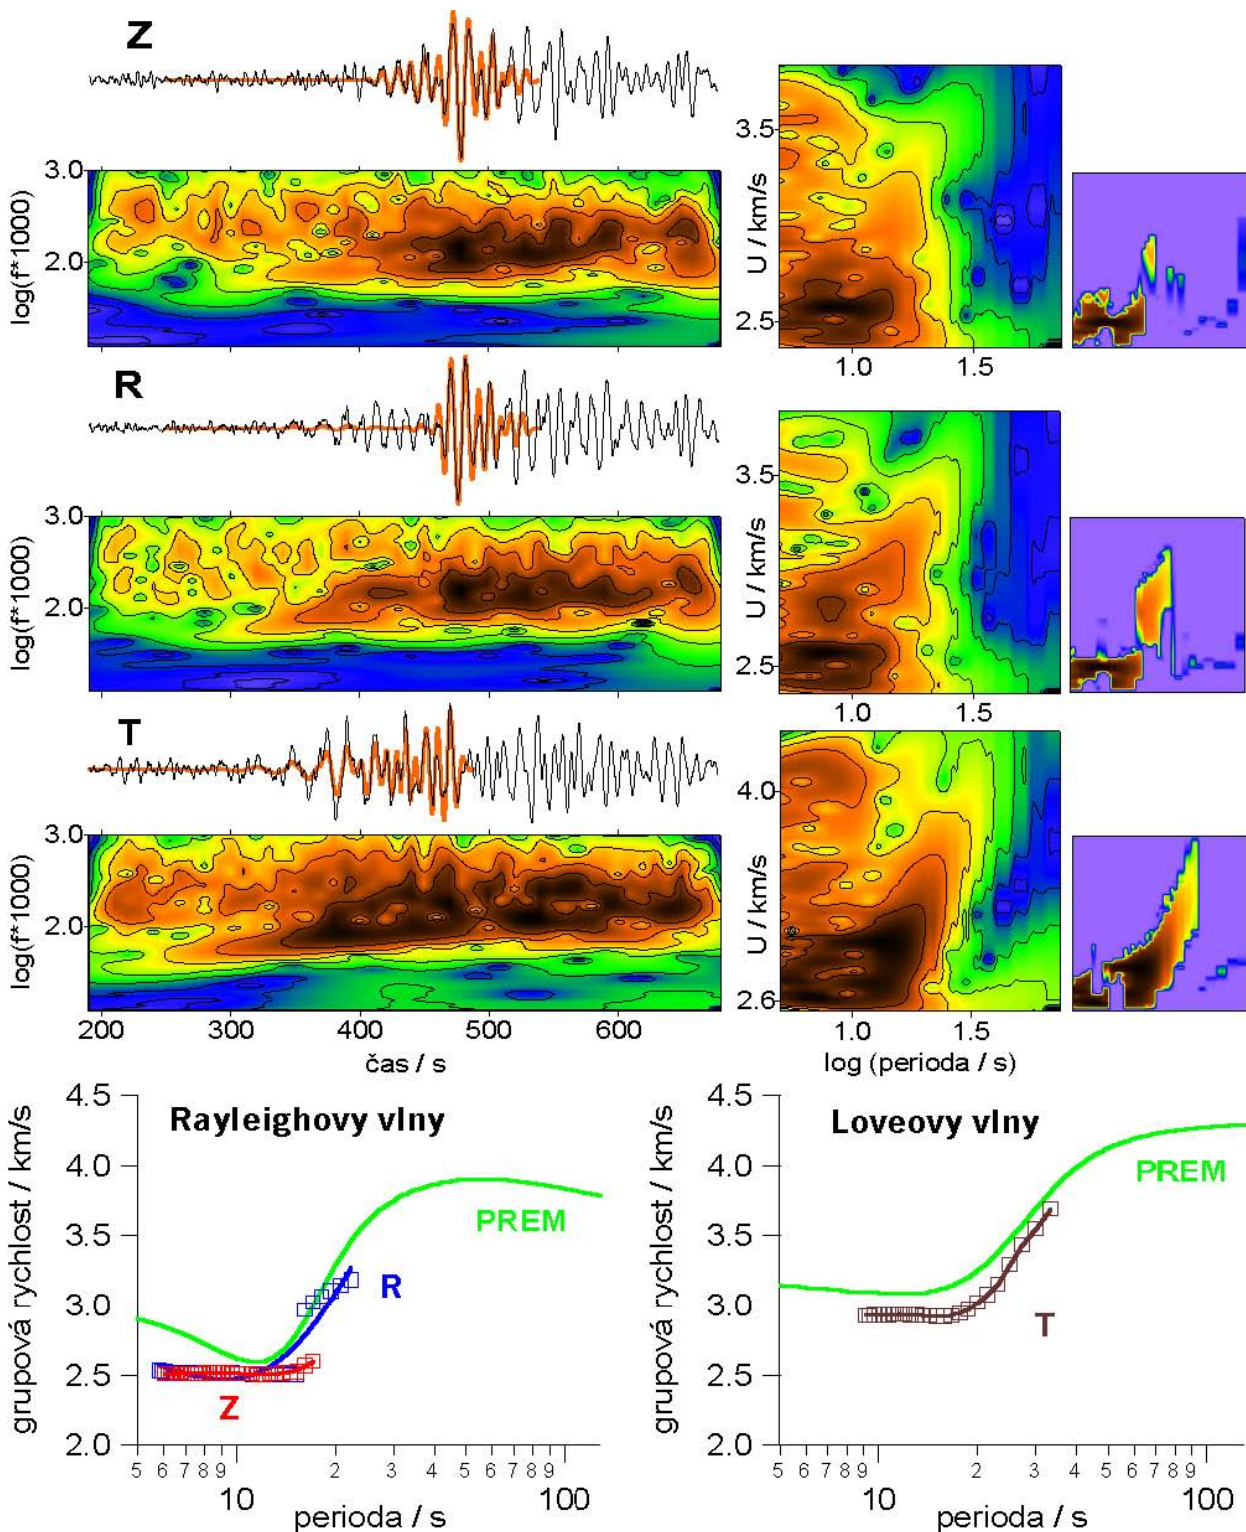 Z
3.0
2.0
log(f*1000)
3.5
2.5
U / km/s
1.0 1.5
R
3.0
2.0
log(f*1000)
3.5
2.5
U / km/s
1.0 1.5
T
3.0
2.0
log(f*1000)
200 300 400 500 600
čas / s
4.0
2.6
U / km/s
1.0 1.5
log (perioda / s)
4.5
4.0
3.5
3.0
2.5
2.0
grupová rychlost / km/s
Rayleighovy vlny
PREM
R
Z
5 6 7 8 9 2 3 4 5 6 7 8 9
10 100
perioda / s
4.5
4.0
3.5
3.0
2.5
2.0
grupová rychlost / km/s
Loveovy vlny
PREM
T
5 6 7 8 9 2 3 4 5 6 7 8 9
10 100
perioda / s